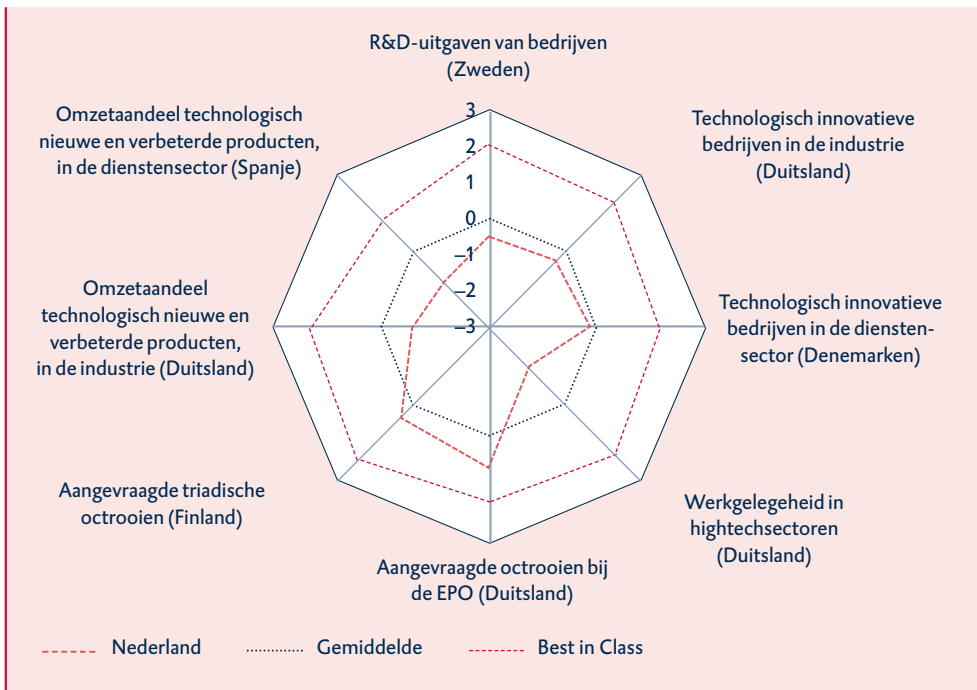 R&D-uitgaven van bedrijven
(Zweden)
Omzetaandeel technologisch
nieuwe en verbeterde producten,
in de dienstensector (Spanje)
Technologisch innovatieve
bedrijven in de industrie
(Duitsland)
3
2
1
0
–1
–2
–3
Omzetaandeel
technologisch nieuwe en
verbeterde producten,
in de industrie (Duitsland)
Technologisch innovatieve
bedrijven in de diensten-
sector (Denemarken)
Aangevraagde triadische
octrooien (Finland)
Werkgelegeheid in
hightechsectoren
(Duitsland)
Aangevraagde octrooien bij
de EPO (Duitsland)
Nederland
Gemiddelde
Best in Class